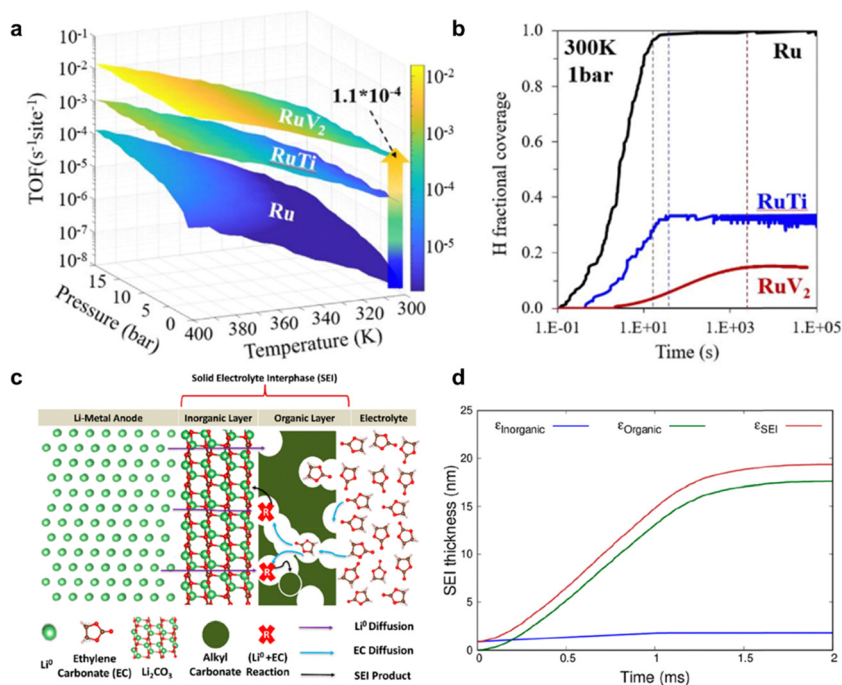 a
TOF(s⁻¹site⁻¹)
10⁻¹
10⁻²
10⁻³
10⁻⁴
10⁻⁵
10⁻⁶
10⁻⁷
10⁻⁸
RuV₂
RuTi
Ru
1.1*10⁻⁴
10⁻²
10⁻³
10⁻⁴
10⁻⁵
15
10
5
0
Pressure (bar)
400
380
360
340
320
300
Temperature (K)
b
H fractional coverage
1.0
0.8
0.6
0.4
0.2
0.0
300K
1bar
Ru
RuTi
RuV₂
1.E-01
1.E+01
1.E+03
1.E+05
Time (s)
c
Solid Electrolyte Interphase (SEI)
Li-Metal Anode
Inorganic Layer
Organic Layer
Electrolyte
R
R
Li⁰
Ethylene
Carbonate (EC)
Li₂CO₃
Alkyl
Carbonate
R
(Li⁰ +EC)
Reaction
Li⁰ Diffusion
EC Diffusion
SEI Product
d
SEI thickness (nm)
25
20
15
10
5
0
εInorganic
εOrganic
εSEI
0
0.5
1
1.5
2
Time (ms)